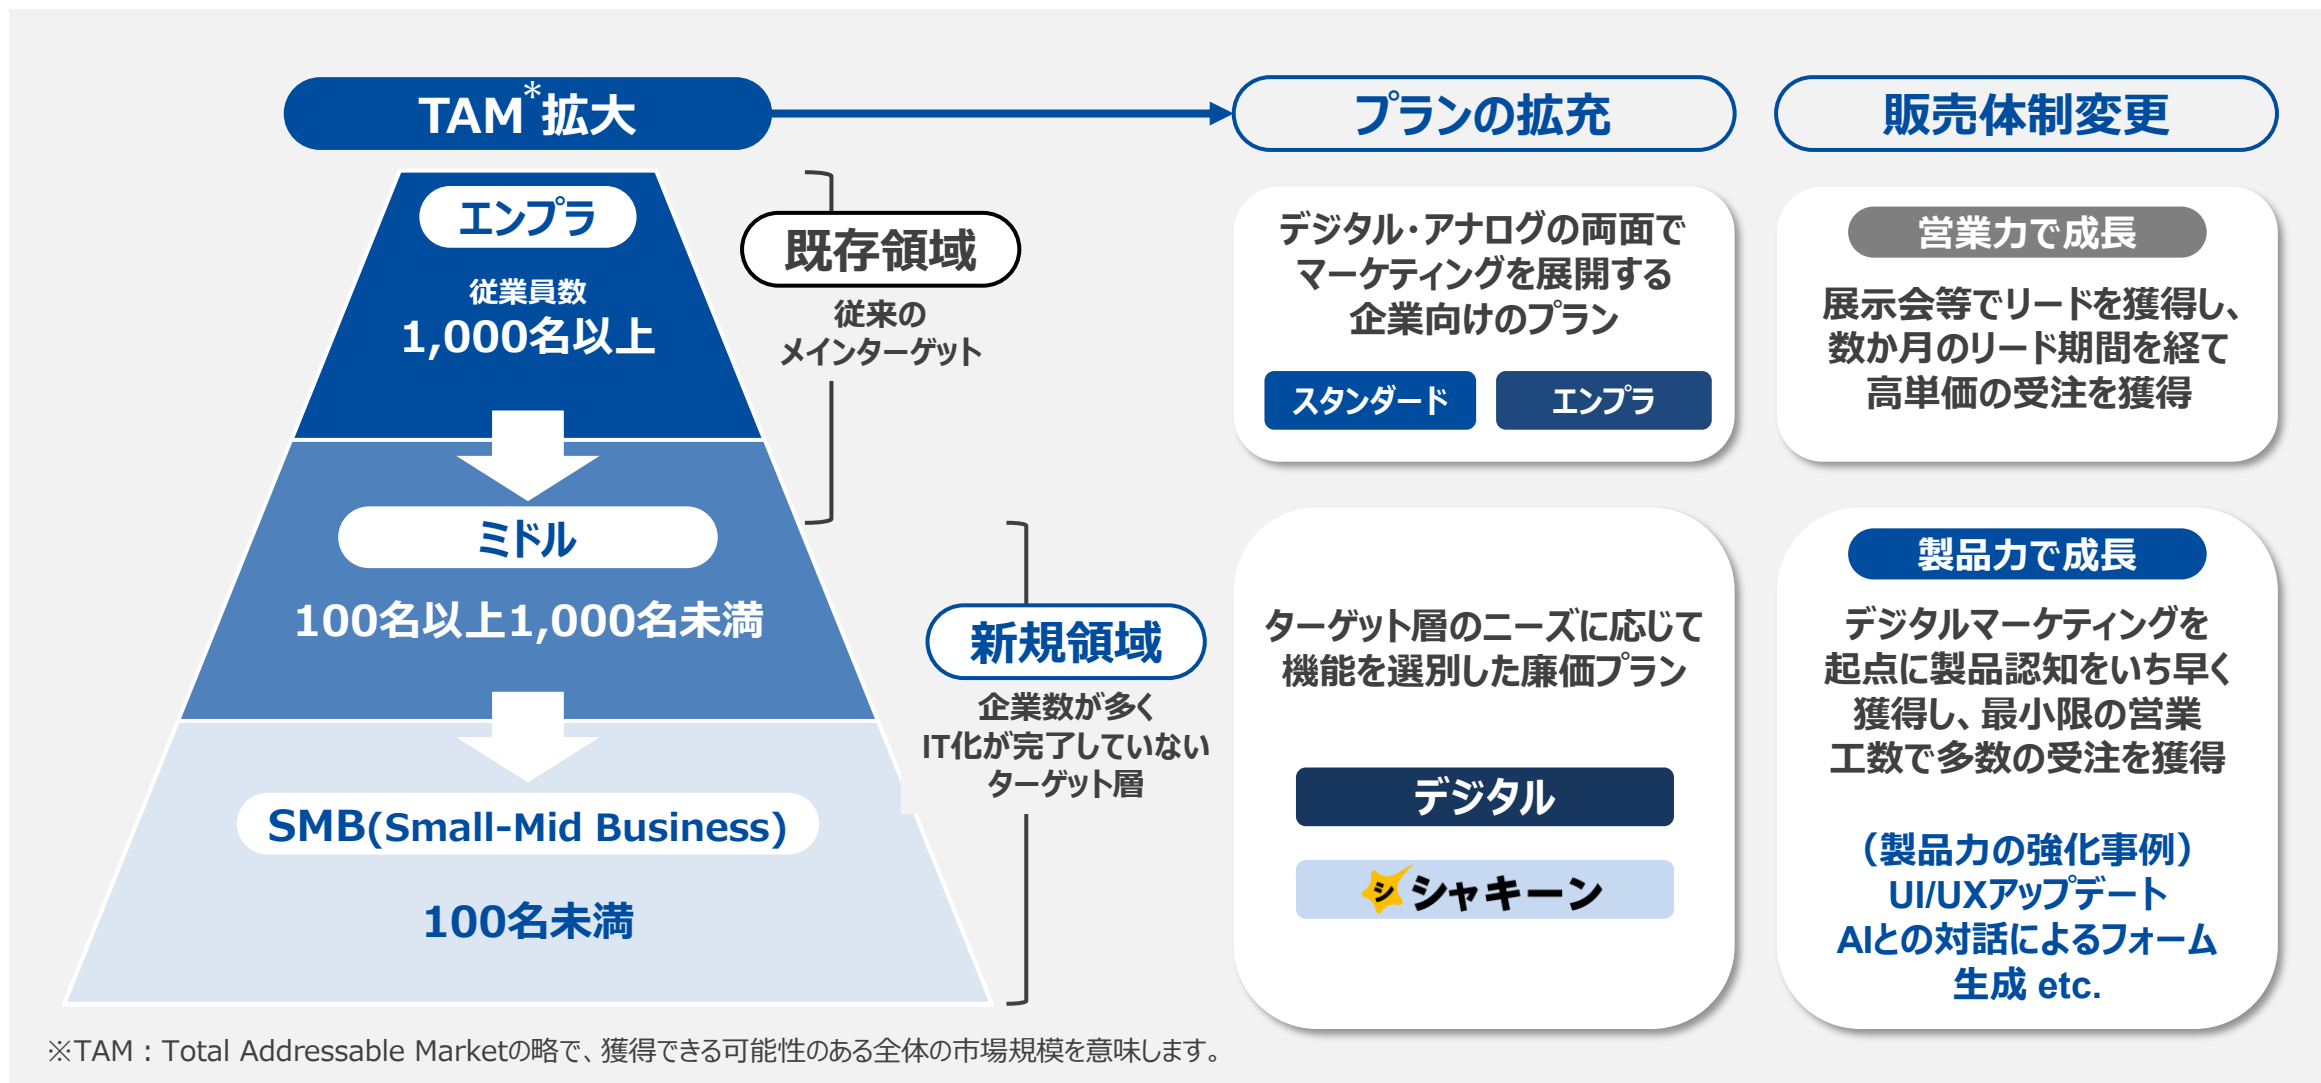 TAM*拡大
プランの拡充
販売体制変更
エンプラ
従業員数
1,000名以上
ミドル
100名以上1,000名未満
SMB(Small-Mid Business)
100名未満
既存領域
従来の
メインターゲット
新規領域
企業数が多く
IT化が完了していない
ターゲット層
デジタル・アナログの両面で
マーケティングを展開する
企業向けのプラン
スタンダード
エンプラ
ターゲット層のニーズに応じて
機能を選別した廉価プラン
デジタル
シ シャキーン
営業力で成長
展示会等でリードを獲得し、
数か月のリード期間を経て
高単価の受注を獲得
製品力で成長
デジタルマーケティングを
起点に製品認知をいち早く
獲得し、最小限の営業
工数で多数の受注を獲得
（製品力の強化事例）
UI/UXアップデート
AIとの対話によるフォーム
生成 etc.
※TAM：Total Addressable Marketの略で、獲得できる可能性のある全体の市場規模を意味します。